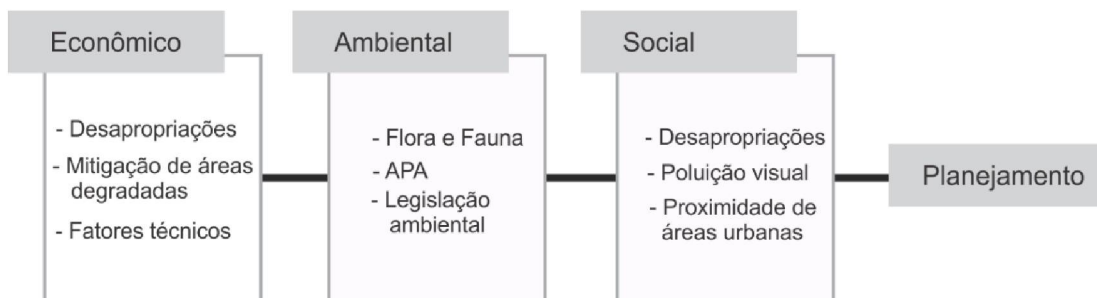 Econômico
- Desapropriações
- Mitigação de áreas
degradadas
- Fatores técnicos
Ambiental
- Flora e Fauna
- APA
- Legislação
ambiental
Social
- Desapropriações
- Poluição visual
- Proximidade de
áreas urbanas
Planejamento